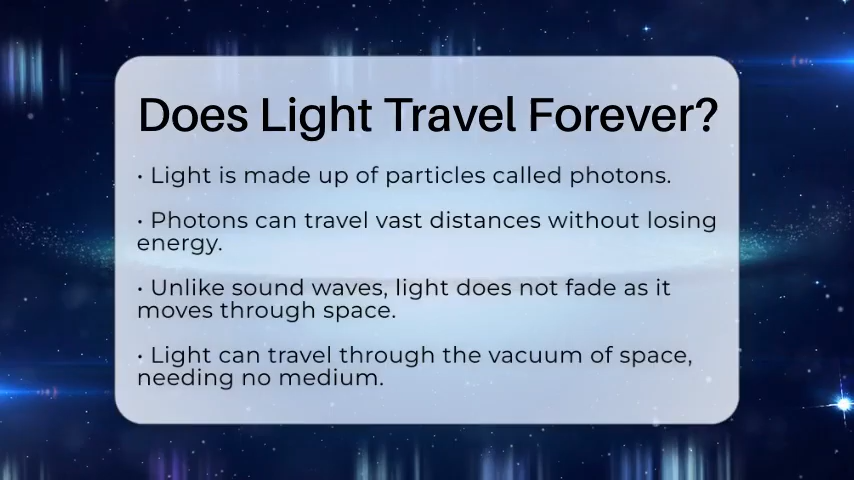 Does Light Travel Forever?
• Light is made up of particles called photons.
• Photons can travel vast distances without losing
energy.
• Unlike sound waves, light does not fade as it
moves through space.
• Light can travel through the vacuum of space,
needing no medium.